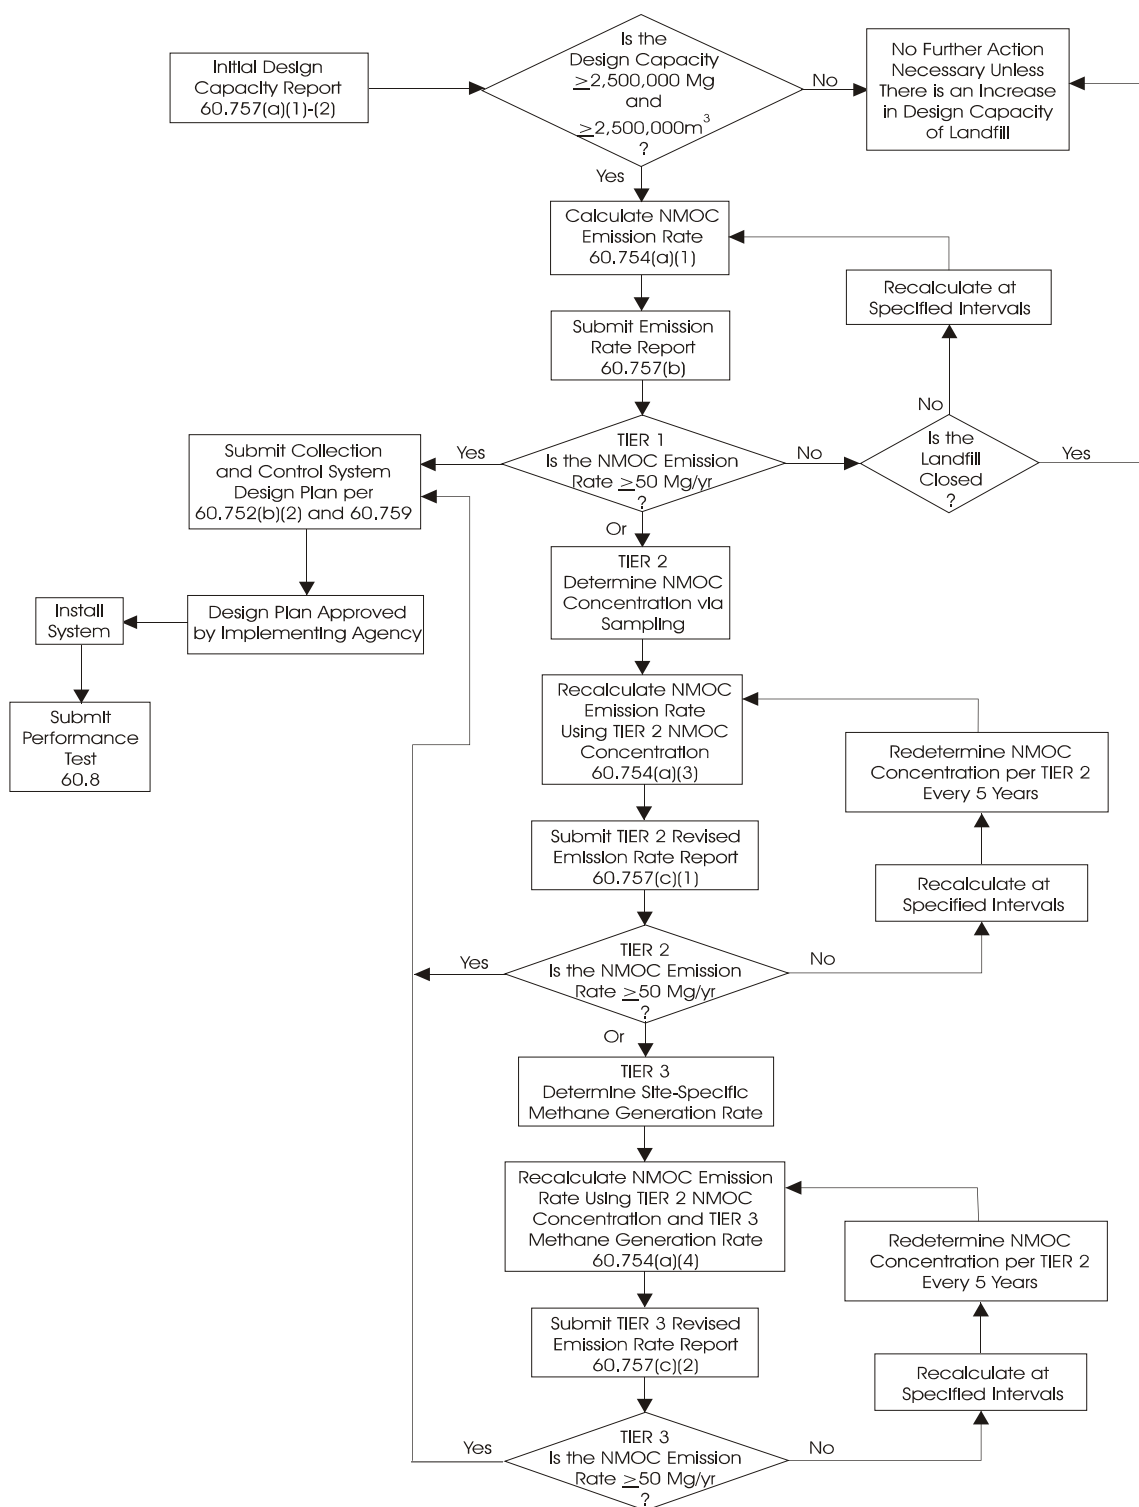 Initial Design
Capacity Report
60.757(a)(1)-(2)
Is the
Design Capacity
≥2,500,000 Mg
and
≥2,500,000m³
?
No
No Further Action
Necessary Unless
There is an Increase
in Design Capacity
of Landfill
Yes
Calculate NMOC
Emission Rate
60.754(a)(1)
Recalculate at
Specified Intervals
Submit Emission
Rate Report
60.757(b)
No
Submit Collection
and Control System
Design Plan per
60.752(b)(2) and 60.759
Yes
TIER 1
Is the NMOC Emission
Rate ≥50 Mg/yr
?
No
Is the
Landfill
Closed
?
Yes
Or
TIER 2
Determine NMOC
Concentration via
Sampling
Install
System
Design Plan Approved
by Implementing Agency
Submit
Performance
Test
60.8
Recalculate NMOC
Emission Rate
Using TIER 2 NMOC
Concentration
60.754(a)(3)
Redetermine NMOC
Concentration per TIER 2
Every 5 Years
Submit TIER 2 Revised
Emission Rate Report
60.757(c)(1)
Recalculate at
Specified Intervals
Yes
TIER 2
Is the NMOC Emission
Rate ≥50 Mg/yr
?
No
Or
TIER 3
Determine Site-Specific
Methane Generation Rate
Recalculate NMOC Emission
Rate Using TIER 2 NMOC
Concentration and TIER 3
Methane Generation Rate
60.754(a)(4)
Redetermine NMOC
Concentration per TIER 2
Every 5 Years
Submit TIER 3 Revised
Emission Rate Report
60.757(c)(2)
Recalculate at
Specified Intervals
Yes
TIER 3
Is the NMOC Emission
Rate ≥50 Mg/yr
?
No